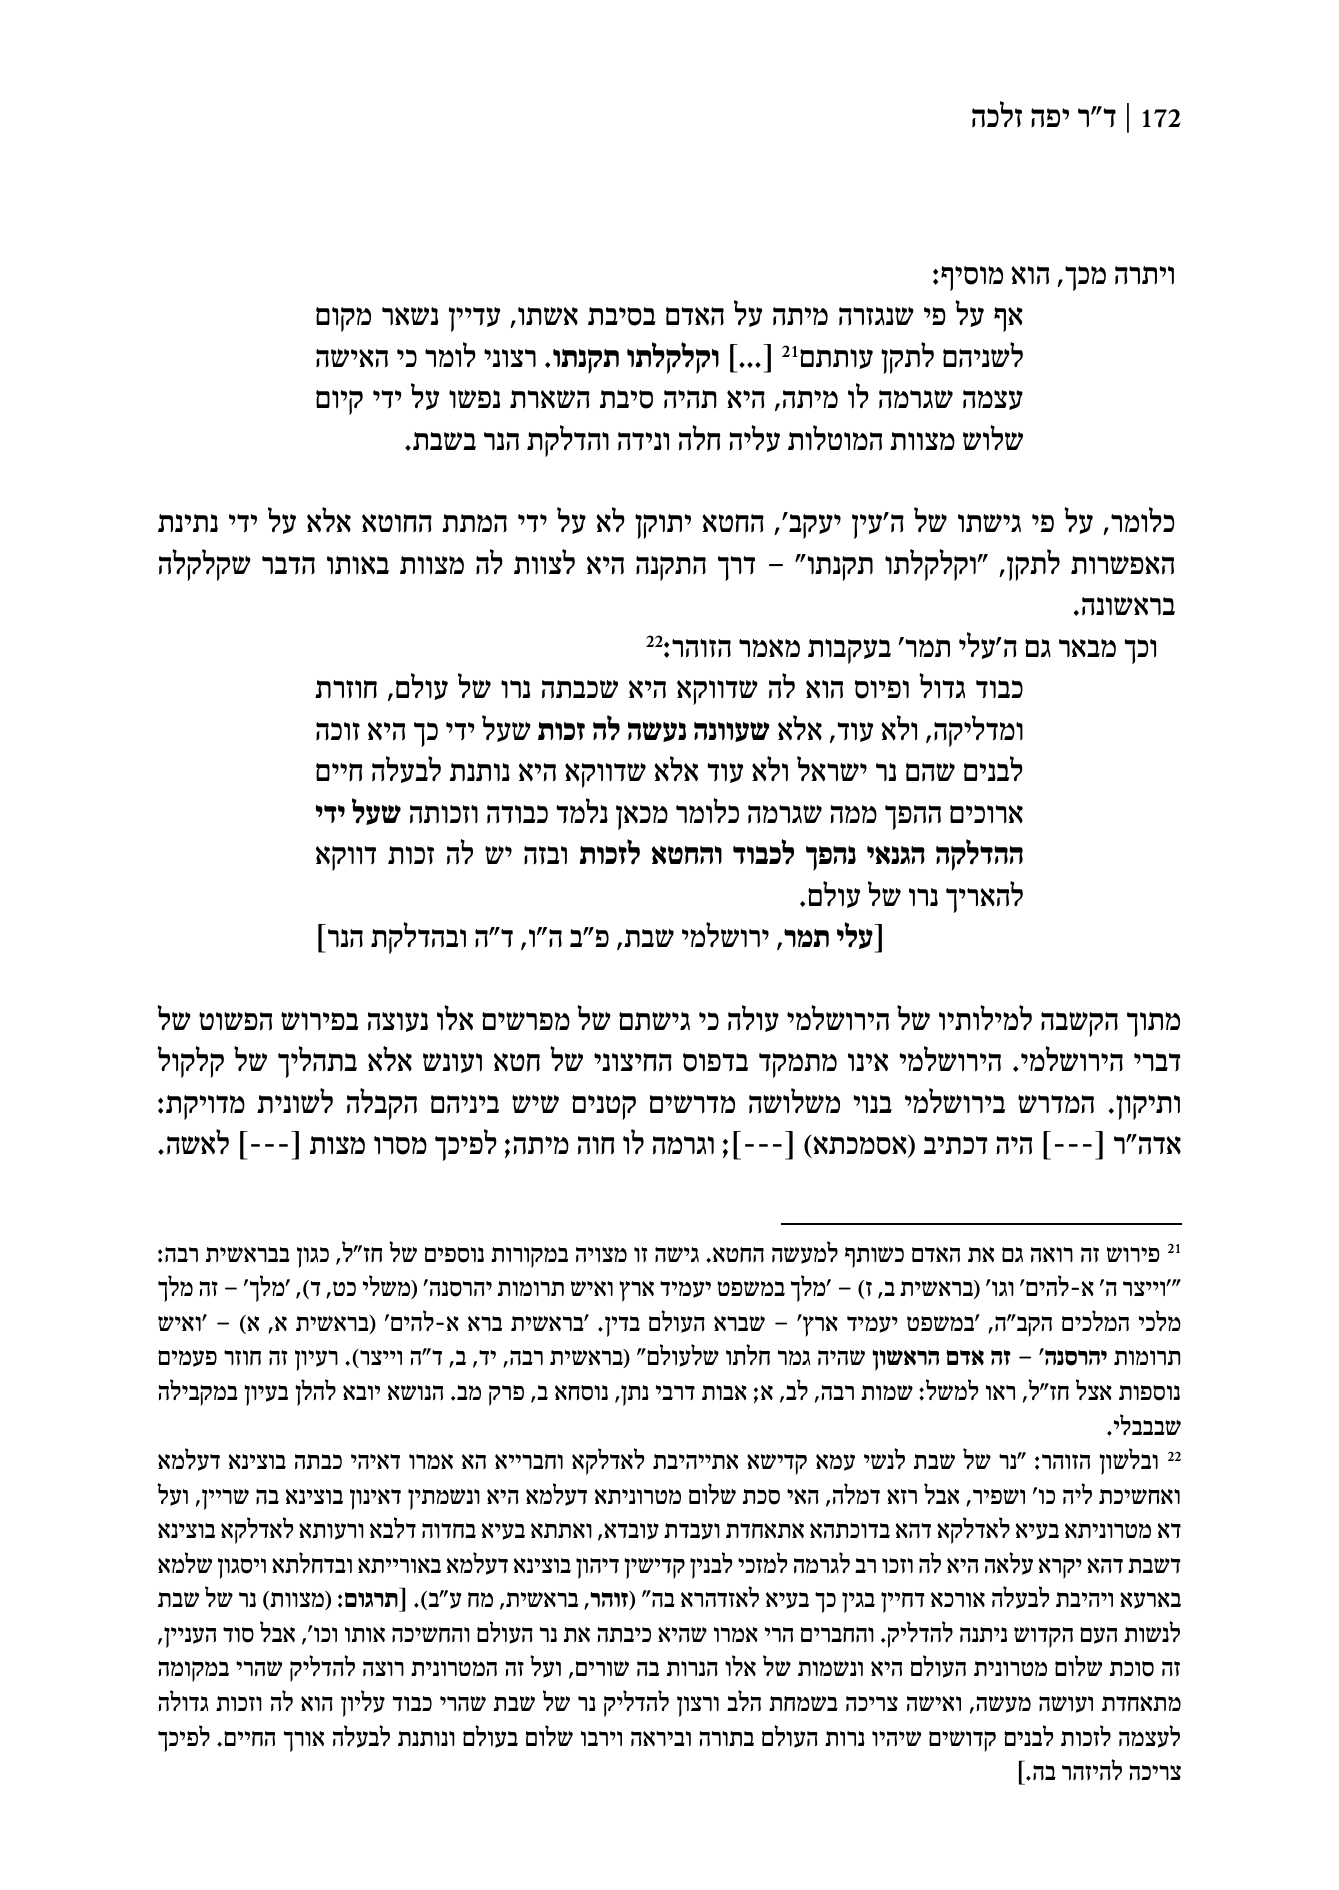 172 | ד"ר יפה זלכה
ויתרה מכך, הוא מוסיף:
אף על פי שנגזרה מיתה על האדם בסיבת אשתו, עדיין נשאר מקום
לשניהם לתקן עותתם21 [...] וקלקלתו תקנתו. רצוני לומר כי האישה
עצמה שגרמה לו מיתה, היא תהיה סיבת השארת נפשו על ידי קיום
שלוש מצוות המוטלות עליה חלה ונידה והדלקת הנר בשבת.
כלומר, על פי גישתו של ה'עין יעקב', החטא יתוקן לא על ידי המתת החוטא אלא על ידי נתינת
האפשרות לתקן, "וקלקלתו תקנתו" – דרך התקנה היא לצוות לה מצוות באותו הדבר שקלקלה
בראשונה.
וכך מבאר גם ה'עלי תמר' בעקבות מאמר הזוהר:22
כבוד גדול ופיוס הוא לה שדווקא היא שכבתה נרו של עולם, חוזרת
ומדליקה, ולא עוד, אלא שעוונה נעשה לה זכות שעל ידי כך היא זוכה
לבנים שהם נר ישראל ולא עוד אלא שדווקא היא נותנת לבעלה חיים
ארוכים ההפך ממה שגרמה כלומר מכאן נלמד כבודה וזכותה שעל ידי
ההדלקה הגנאי נהפך לכבוד והחטא לזכות ובזה יש לה זכות דווקא
להאריך נרו של עולם.
[עלי תמר, ירושלמי שבת, פ"ב ה"ו, ד"ה ובהדלקת הנר]
מתוך הקשבה למילותיו של הירושלמי עולה כי גישתם של מפרשים אלו נעוצה בפירוש הפשוט של
דברי הירושלמי. הירושלמי אינו מתמקד בדפוס החיצוני של חטא ועונש אלא בתהליך של קלקול
ותיקון. המדרש בירושלמי בנוי משלושה מדרשים קטנים שיש ביניהם הקבלה לשונית מדויקת:
אדה"ר [---] היה דכתיב (אסמכתא) [---]; וגרמה לו חוה מיתה; לפיכך מסרו מצות [---] לאשה.
21 פירוש זה רואה גם את האדם כשותף למעשה החטא. גישה זו מצויה במקורות נוספים של חז"ל, כגון בבראשית רבה:
"'וייצר ה' א-להים' וגו' (בראשית ב, ז) – 'מלך במשפט יעמיד ארץ ואיש תרומות יהרסנה' (משלי כט, ד), 'מלך' – זה מלך
מלכי המלכים הקב"ה, 'במשפט יעמיד ארץ' – שברא העולם בדין. 'בראשית ברא א-להים' (בראשית א, א) – 'ואיש
תרומות יהרסנה' – זה אדם הראשון שהיה גמר חלתו שלעולם" (בראשית רבה, יד, ב, ד"ה וייצר). רעיון זה חוזר פעמים
נוספות אצל חז"ל, ראו למשל: שמות רבה, לב, א; אבות דרבי נתן, נוסחא ב, פרק מב. הנושא יובא להלן בעיון במקבילה
שבבבלי.
22 ובלשון הזוהר: "נר של שבת לנשי עמא קדישא אתייהיבת לאדלקא וחברייא הא אמרו דאיהי כבתה בוצינא דעלמא
ואחשיכת ליה כו' ושפיר, אבל רזא דמלה, האי סכת שלום מטרוניתא דעלמא היא ונשמתין דאינון בוצינא בה שריין, ועל
דא מטרוניתא בעיא לאדלקא דהא בדוכתהא אתאחדת ועבדת עובדא, ואתתא בעיא בחדוה דלבא ורעותא לאדלקא בוצינא
דשבת דהא יקרא עלאה היא לה וזכו רב לגרמה למזכי לבנין קדישין דיהון בוצינא דעלמא באורייתא ובדחלתא ויסגון שלמא
בארעא ויהיבת לבעלה אורכא דחיין בגין כך בעיא לאזדהרא בה" (זוהר, בראשית, מח ע"ב). [תרגום: (מצוות) נר של שבת
לנשות העם הקדוש ניתנה להדליק. והחברים הרי אמרו שהיא כיבתה את נר העולם והחשיכה אותו וכו', אבל סוד העניין,
זה סוכת שלום מטרונית העולם היא ונשמות של אלו הנרות בה שורים, ועל זה המטרונית רוצה להדליק שהרי במקומה
מתאחדת ועושה מעשה, ואישה צריכה בשמחת הלב ורצון להדליק נר של שבת שהרי כבוד עליון הוא לה וזכות גדולה
לעצמה לזכות לבנים קדושים שיהיו נרות העולם בתורה וביראה וירבו שלום בעולם ונותנת לבעלה אורך החיים. לפיכך
צריכה להיזהר בה.]